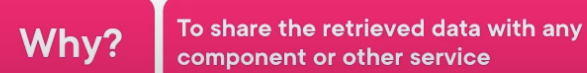 Why?
To share the retrieved data with any
component or other service